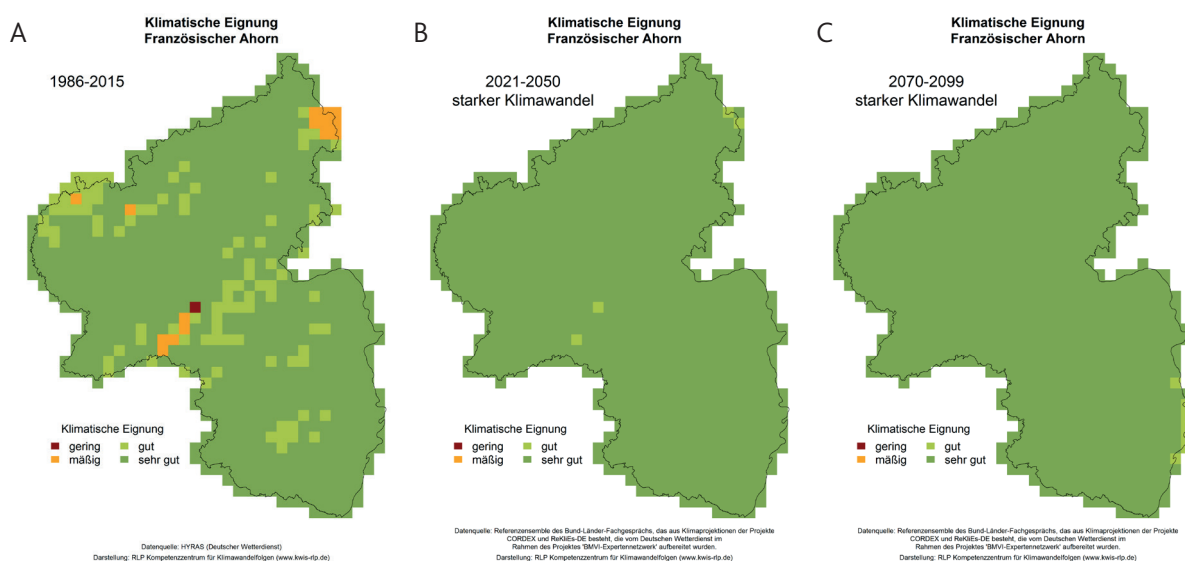 A
Klimatische Eignung
Französischer Ahorn
1986-2015
Klimatische Eignung
gering
gut
mäßig
sehr gut
Datenquelle: HYRAS (Deutscher Wetterdienst)
Darstellung: RLP Kompetenzzentrum für Klimawandelfolgen (www.kwis-rlp.de)
B
Klimatische Eignung
Französischer Ahorn
2021-2050
starker Klimawandel
Klimatische Eignung
gering
gut
mäßig
sehr gut
Datenquelle: Referenzensemble des Bund-Länder-Fachgesprächs, das aus Klimaprojektionen der Projekte
CORDEX und ReKliEs-DE besteht, die vom Deutschen Wetterdienst im
Rahmen des Projektes 'BMVI-Expertennetzwerk' aufbereitet wurden.
Darstellung: RLP Kompetenzzentrum für Klimawandelfolgen (www.kwis-rlp.de)
C
Klimatische Eignung
Französischer Ahorn
2070-2099
starker Klimawandel
Klimatische Eignung
gering
gut
mäßig
sehr gut
Datenquelle: Referenzensemble des Bund-Länder-Fachgesprächs, das aus Klimaprojektionen der Projekte
CORDEX und ReKliEs-DE besteht, die vom Deutschen Wetterdienst im
Rahmen des Projektes 'BMVI-Expertennetzwerk' aufbereitet wurden.
Darstellung: RLP Kompetenzzentrum für Klimawandelfolgen (www.kwis-rlp.de)